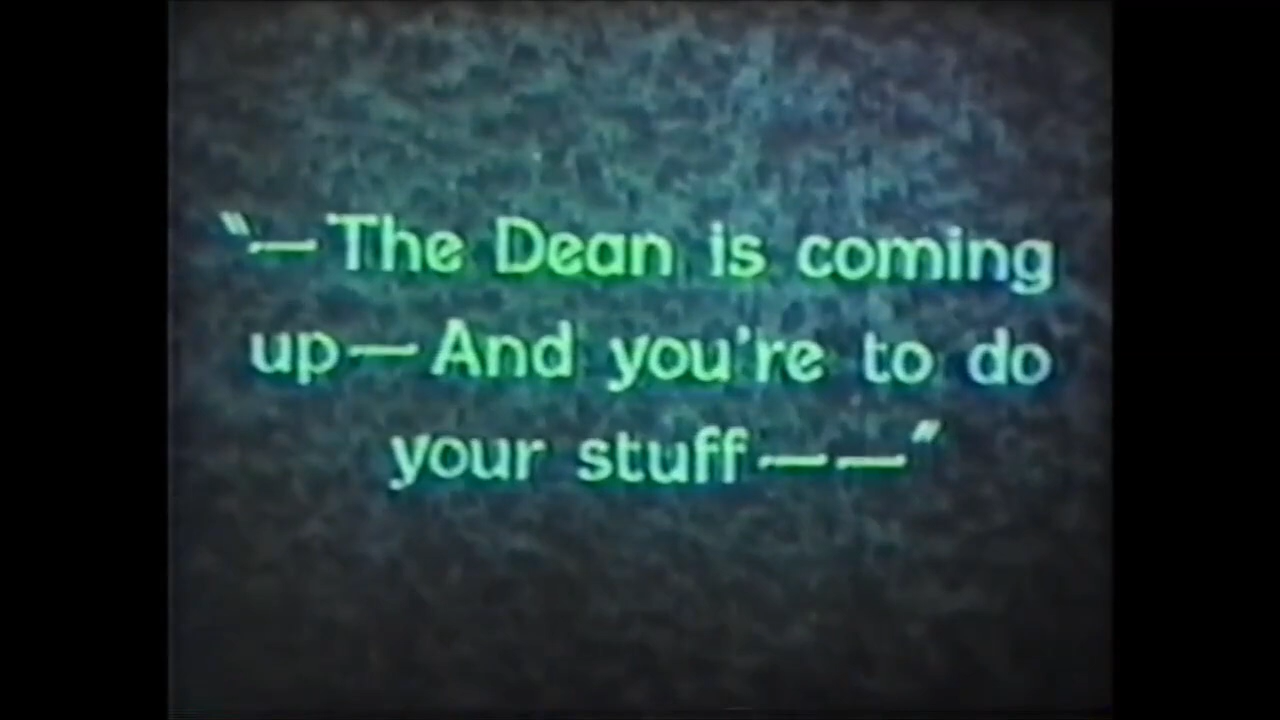 "—The Dean is coming
up—And you're to do
your stuff——"